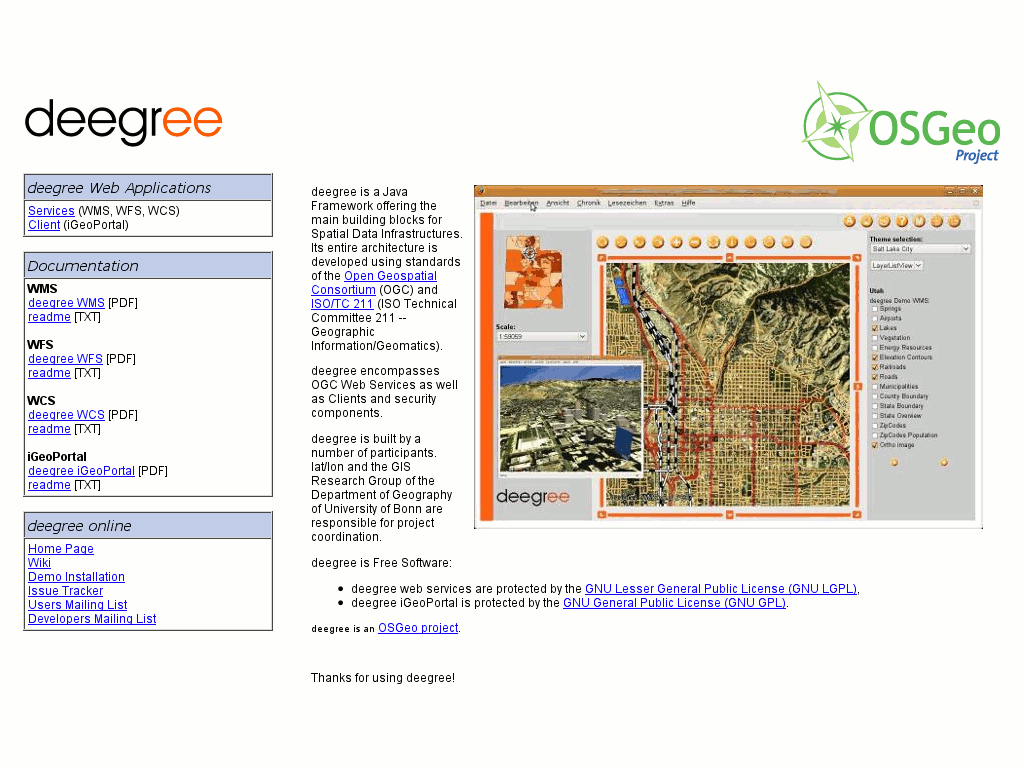 deegree
OSGeo
Project
deegree Web Applications
Services (WMS, WFS, WCS)
Client (iGeoPortal)
Documentation
WMS
deegree WMS [PDF]
readme [TXT]
WFS
deegree WFS [PDF]
readme [TXT]
WCS
deegree WCS [PDF]
readme [TXT]
iGeoPortal
deegree iGeoPortal [PDF]
readme [TXT]
deegree online
Home Page
Wiki
Demo Installation
Issue Tracker
Users Mailing List
Developers Mailing List
deegree is a Java
Framework offering the
main building blocks for
Spatial Data Infrastructures.
Its entire architecture is
developed using standards
of the Open Geospatial
Consortium (OGC) and
ISO/TC 211 (ISO Technical
Committee 211 --
Geographic
Information/Geomatics).
deegree encompasses
OGC Web Services as well
as Clients and security
components.
deegree is built by a
number of participants.
lat/lon and the GIS
Research Group of the
Department of Geography
of University of Bonn are
responsible for project
coordination.
deegree is Free Software:
deegree web services are protected by the GNU Lesser General Public License (GNU LGPL),
deegree iGeoPortal is protected by the GNU General Public License (GNU GPL).
deegree is an OSGeo project.
Thanks for using deegree!
Datei Bearbeiten Ansicht Chronik Lesezeichen Extras Hilfe
Scale:
1:59059
deegree
Theme selection:
Salt Lake City
LayerListView
Utah
deegree Demo WMS:
Springs
Airports
Lakes
Vegetation
Energy Resources
Elevation Contours
Railroads
Roads
Municipalities
County Boundary
State Boundary
State Overview
ZipCodes
ZipCodes Population
Ortho image